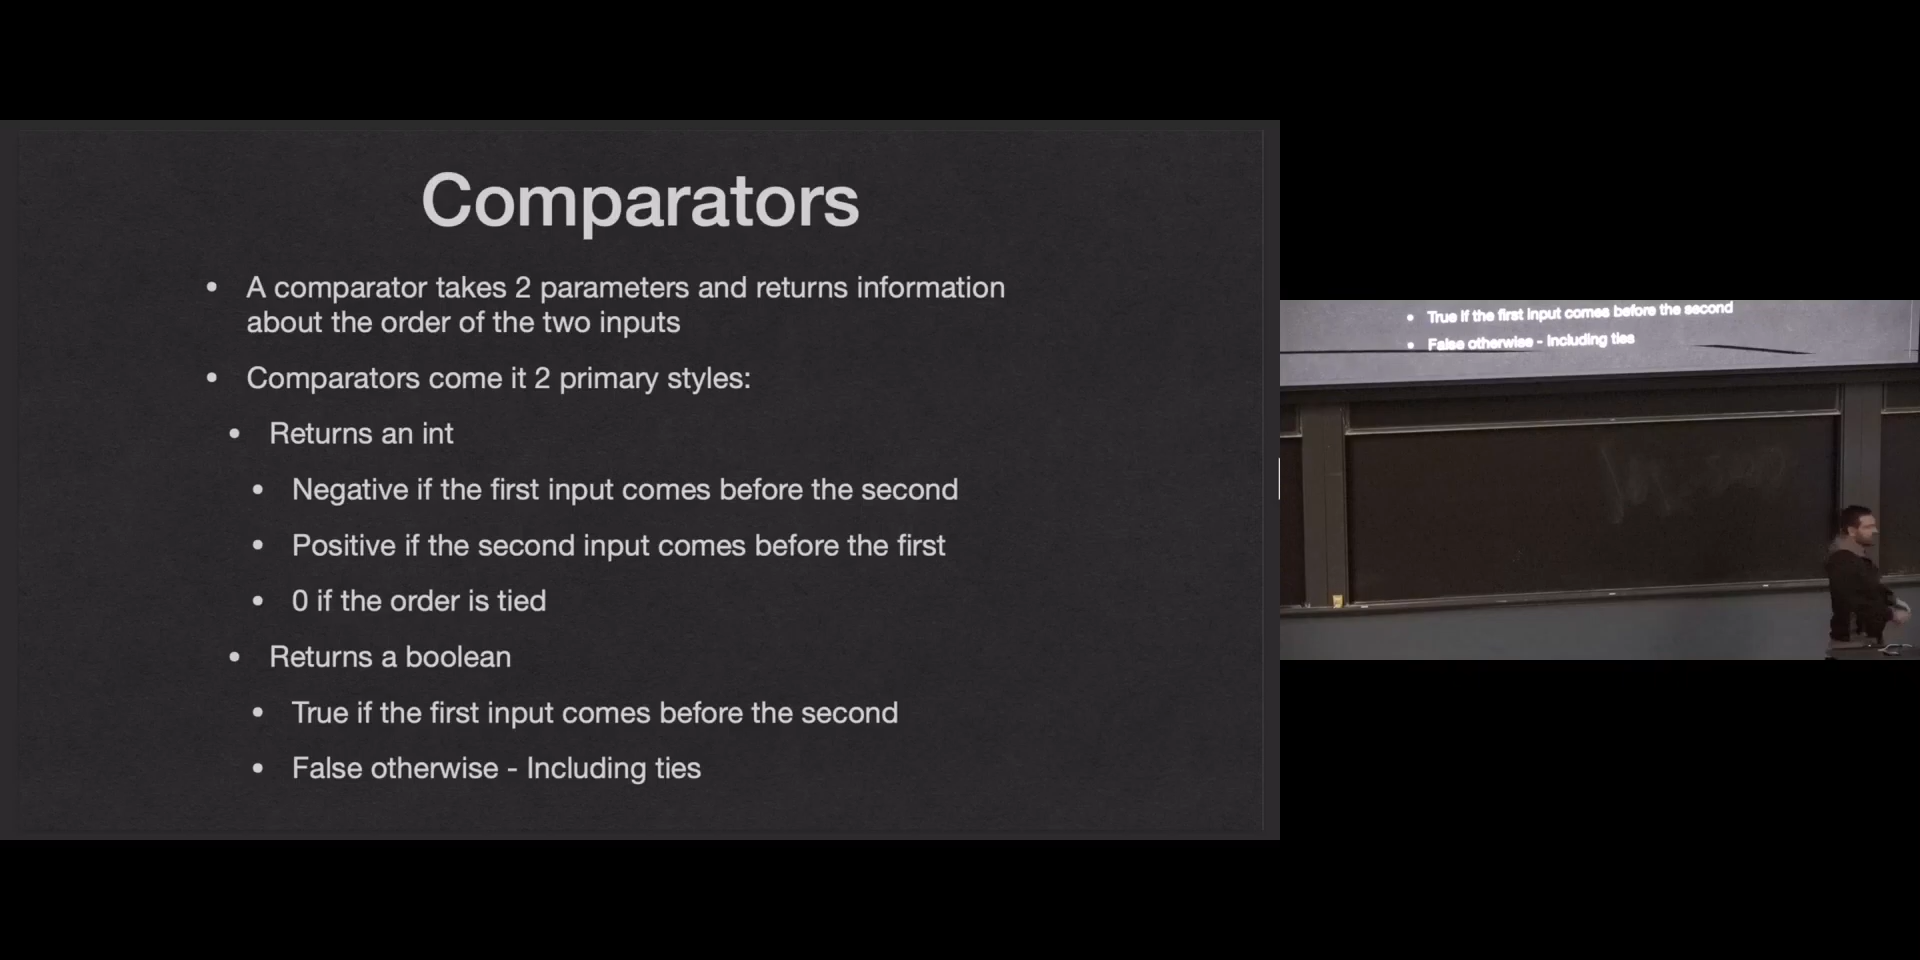 Comparators
• A comparator takes 2 parameters and returns information
about the order of the two inputs
• Comparators come it 2 primary styles:
• Returns an int
• Negative if the first input comes before the second
• Positive if the second input comes before the first
• 0 if the order is tied
• Returns a boolean
• True if the first input comes before the second
• False otherwise - Including ties
• True if the first input comes before the second
• False otherwise - Including ties